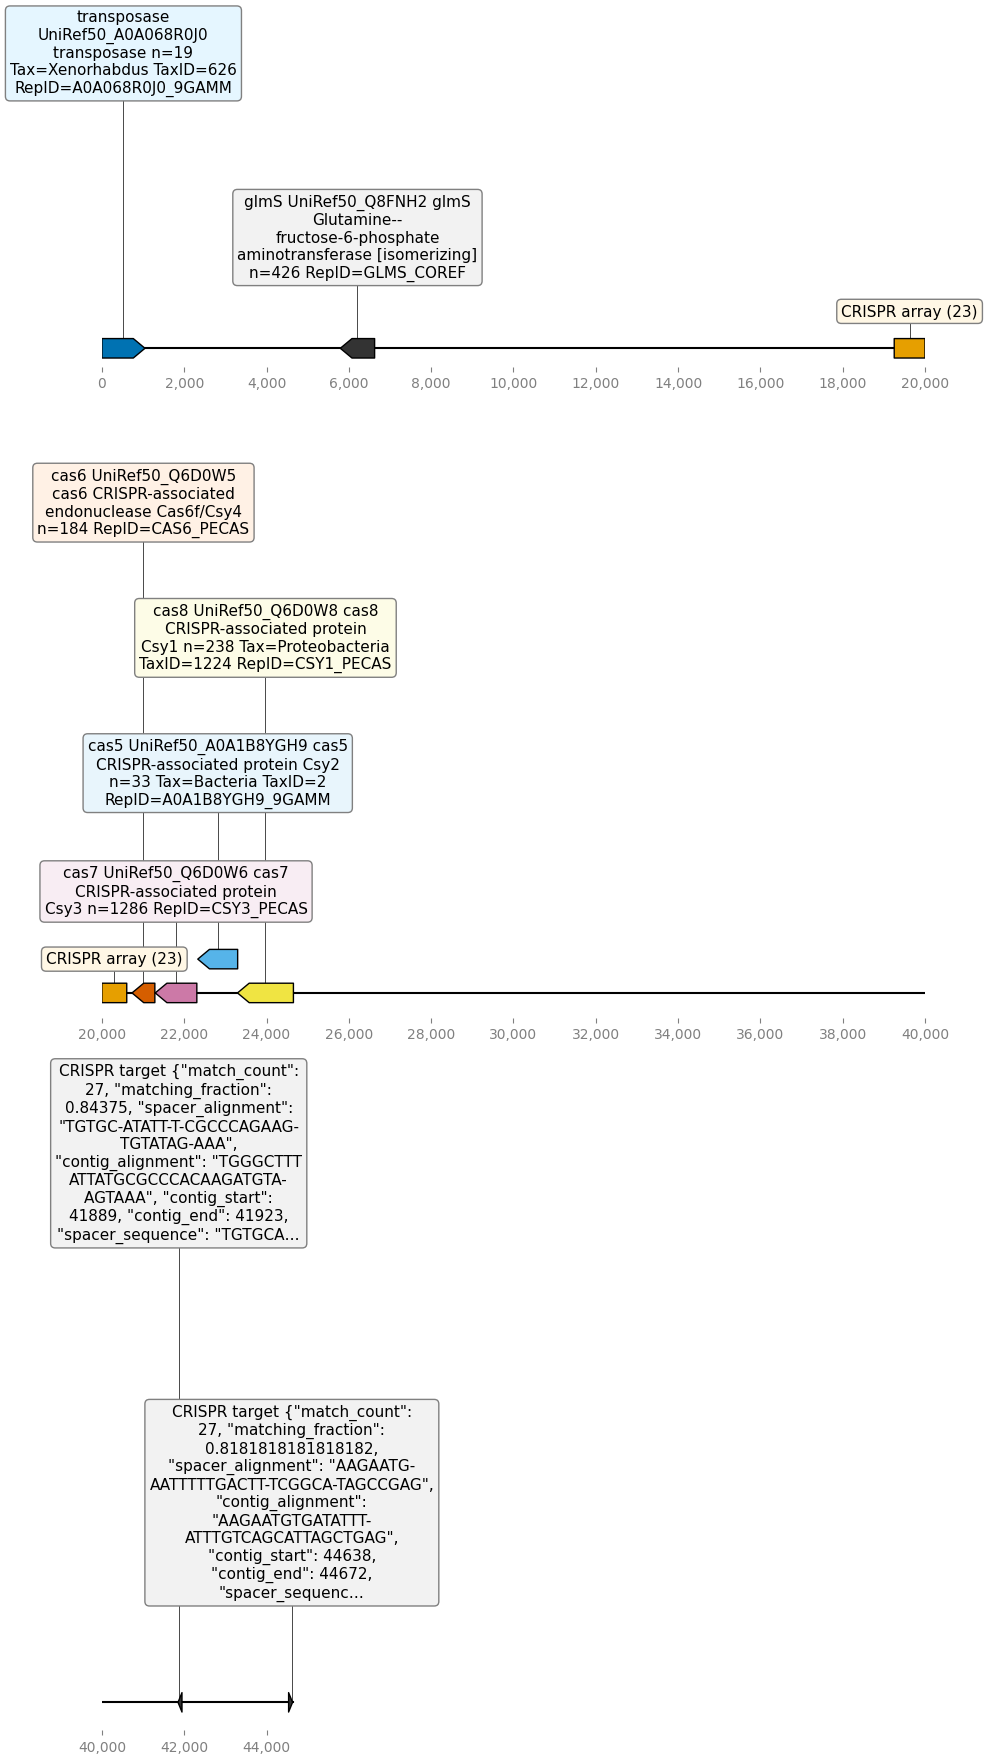 transposase
UniRef50_A0A068R0J0
transposase n=19
Tax=Xenorhabdus TaxID=626
RepID=A0A068R0J0_9GAMM
glmS UniRef50_Q8FNH2 glmS
Glutamine--
fructose-6-phosphate
aminotransferase [isomerizing]
n=426 RepID=GLMS_COREF
CRISPR array (23)
0 2,000 4,000 6,000 8,000 10,000 12,000 14,000 16,000 18,000 20,000
cas6 UniRef50_Q6D0W5
cas6 CRISPR-associated
endonuclease Cas6f/Csy4
n=184 RepID=CAS6_PECAS
cas8 UniRef50_Q6D0W8 cas8
CRISPR-associated protein
Csy1 n=238 Tax=Proteobacteria
TaxID=1224 RepID=CSY1_PECAS
cas5 UniRef50_A0A1B8YGH9 cas5
CRISPR-associated protein Csy2
n=33 Tax=Bacteria TaxID=2
RepID=A0A1B8YGH9_9GAMM
cas7 UniRef50_Q6D0W6 cas7
CRISPR-associated protein
Csy3 n=1286 RepID=CSY3_PECAS
CRISPR array (23)
20,000 22,000 24,000 26,000 28,000 30,000 32,000 34,000 36,000 38,000 40,000
CRISPR target {"match_count":
27, "matching_fraction":
0.84375, "spacer_alignment":
"TGTGC-ATATT-T-CGCCCAGAAG-
TGTATAG-AAA",
"contig_alignment": "TGGGCTTT
ATTATGCGCCCACAAGATGTA-
AGTAAA", "contig_start":
41889, "contig_end": 41923,
"spacer_sequence": "TGTGCA...
CRISPR target {"match_count":
27, "matching_fraction":
0.8181818181818182,
"spacer_alignment": "AAGAATG-
AATTTTTGACTT-TCGGCA-TAGCCGAG",
"contig_alignment":
"AAGAATGTGATATTT-
ATTTGTCAGCATTAGCTGAG",
"contig_start": 44638,
"contig_end": 44672,
"spacer_sequenc...
40,000 42,000 44,000